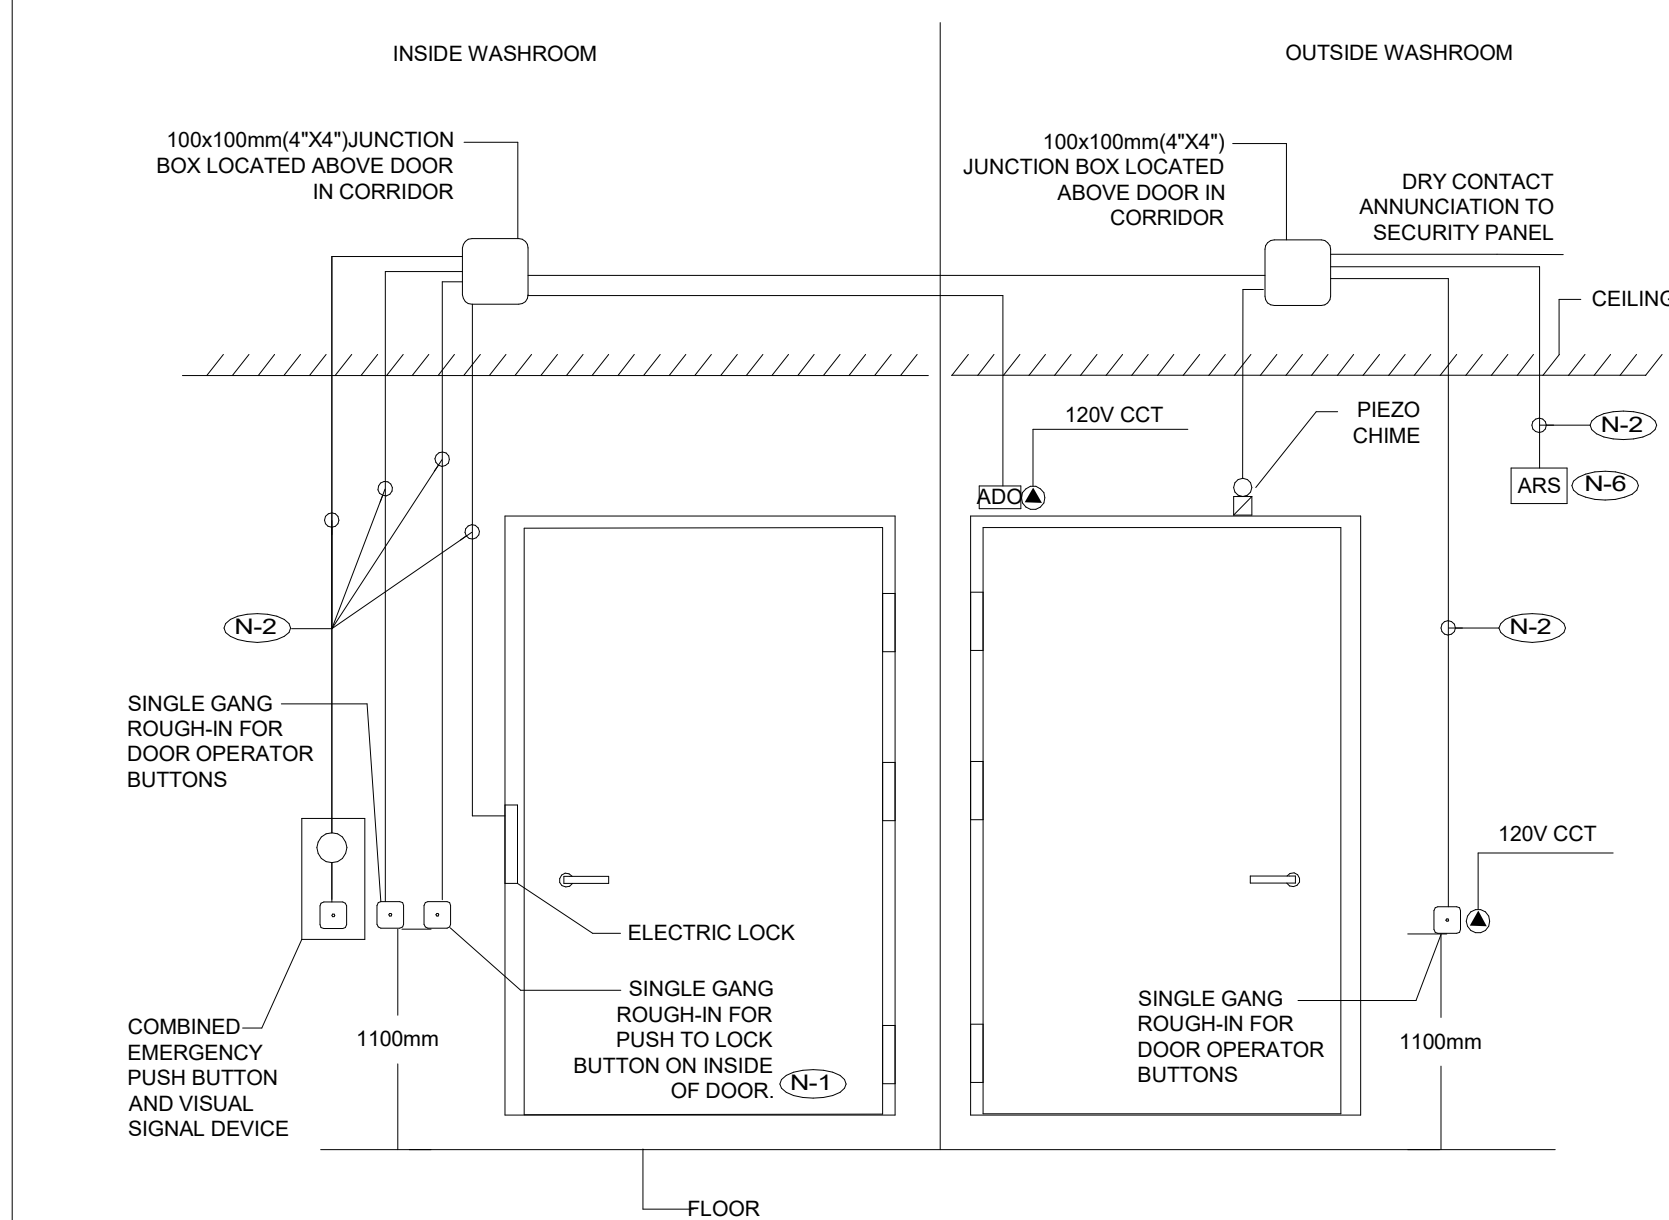 INSIDE WASHROOM
OUTSIDE WASHROOM
100x100mm(4"X4")JUNCTION
BOX LOCATED ABOVE DOOR
IN CORRIDOR
100x100mm(4"X4")
JUNCTION BOX LOCATED
ABOVE DOOR IN
CORRIDOR
DRY CONTACT
ANNUNCIATION TO
SECURITY PANEL
CEILING
120V CCT
PIEZO
CHIME
N-2
ADO
ARS
N-6
N-2
N-2
SINGLE GANG
ROUGH-IN FOR
DOOR OPERATOR
BUTTONS
120V CCT
ELECTRIC LOCK
SINGLE GANG
ROUGH-IN FOR
PUSH TO LOCK
BUTTON ON INSIDE
OF DOOR.
N-1
SINGLE GANG
ROUGH-IN FOR
DOOR OPERATOR
BUTTONS
COMBINED
EMERGENCY
PUSH BUTTON
AND VISUAL
SIGNAL DEVICE
1100mm
1100mm
FLOOR